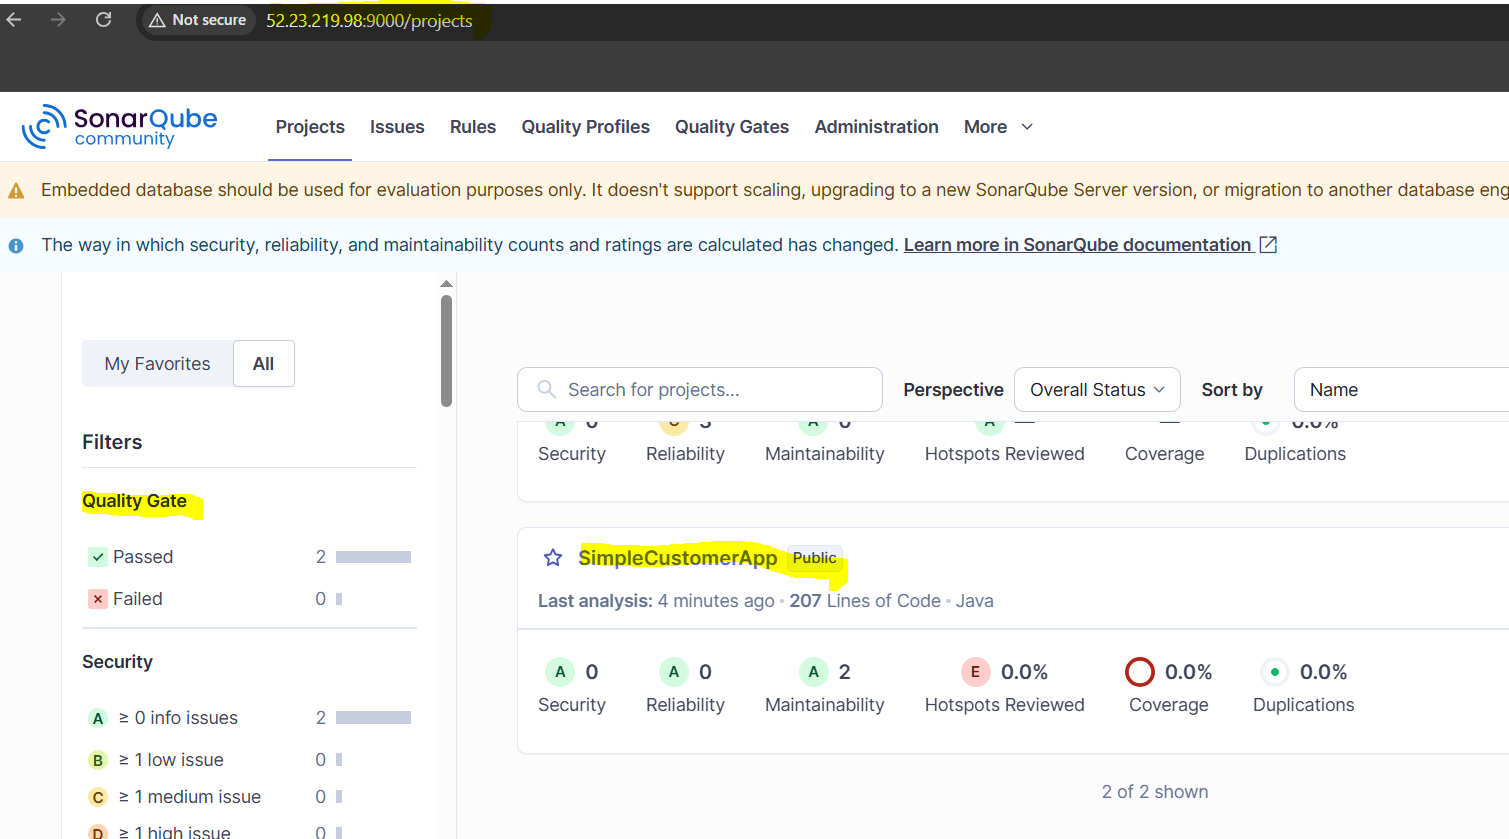 Not secure 52.23.219.98:9000/projects
SonarQube
community
Projects Issues Rules Quality Profiles Quality Gates Administration More
Embedded database should be used for evaluation purposes only. It doesn't support scaling, upgrading to a new SonarQube Server version, or migration to another database eng
The way in which security, reliability, and maintainability counts and ratings are calculated has changed. Learn more in SonarQube documentation
My Favorites All
Filters
Quality Gate
Passed 2
Failed 0
Security
A ≥ 0 info issues 2
B ≥ 1 low issue 0
C ≥ 1 medium issue 0
D ≥ 1 high issue 0
Search for projects... Perspective Overall Status Sort by Name
A 0 C 3 A 0 A — — 0.0%
Security Reliability Maintainability Hotspots Reviewed Coverage Duplications
SimpleCustomerApp Public
Last analysis: 4 minutes ago • 207 Lines of Code • Java
A 0 A 0 A 2 E 0.0% 0.0% 0.0%
Security Reliability Maintainability Hotspots Reviewed Coverage Duplications
2 of 2 shown